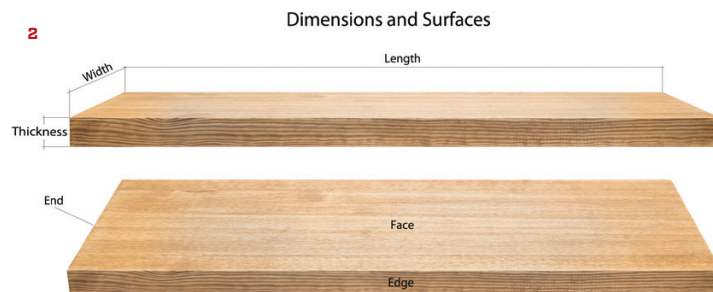 Dimensions and Surfaces
2
Length
Width
Thickness
End
Face
Edge